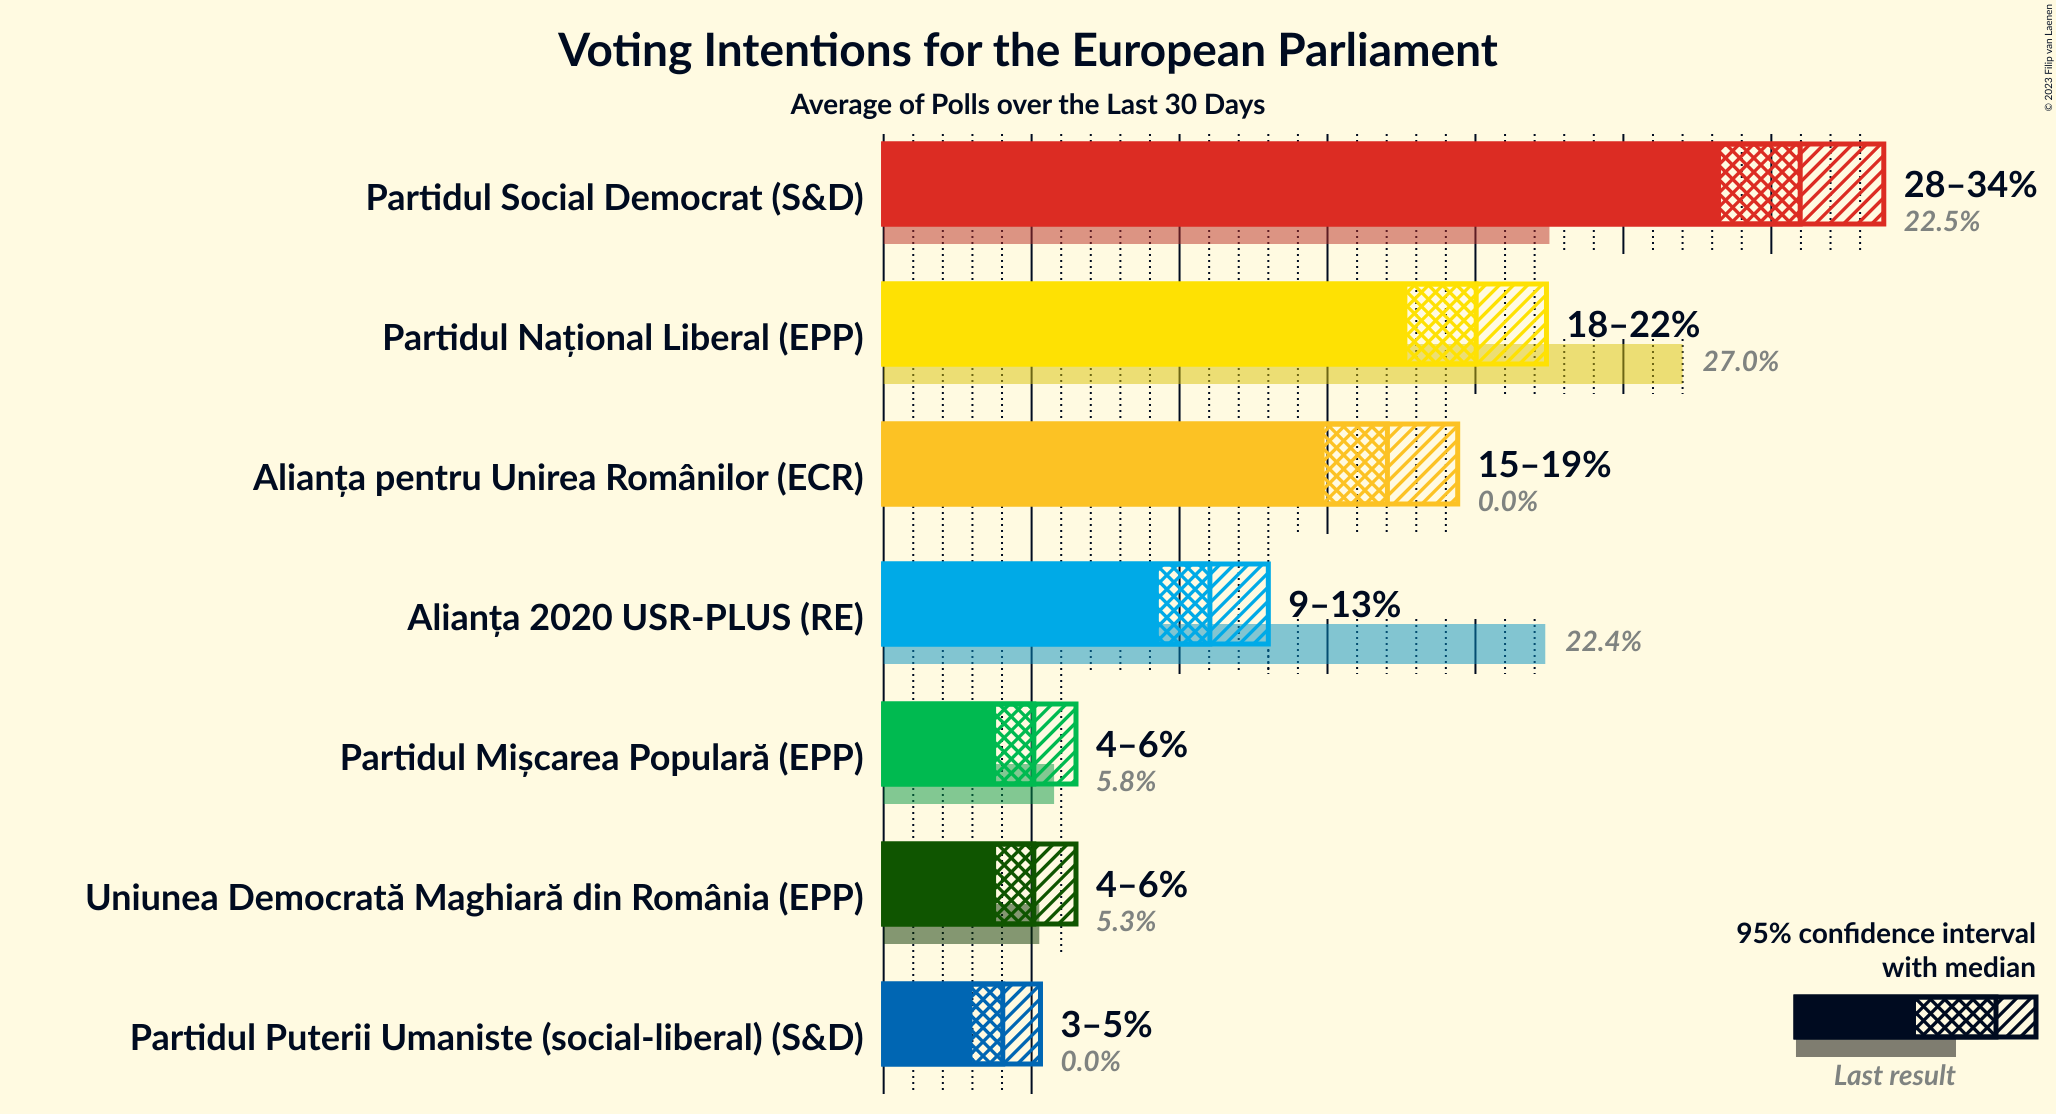 Voting Intentions for the European Parliament
Average of Polls over the Last 30 Days
Partidul Social Democrat (S&D)
28–34%
22.5%
Partidul Național Liberal (EPP)
18–22%
27.0%
Alianța pentru Unirea Românilor (ECR)
15–19%
0.0%
Alianța 2020 USR-PLUS (RE)
9–13%
22.4%
Partidul Mișcarea Populară (EPP)
4–6%
5.8%
Uniunea Democrată Maghiară din România (EPP)
4–6%
5.3%
Partidul Puterii Umaniste (social-liberal) (S&D)
3–5%
0.0%
95% confidence interval
with median
Last result
© 2023 Filip van Laenen